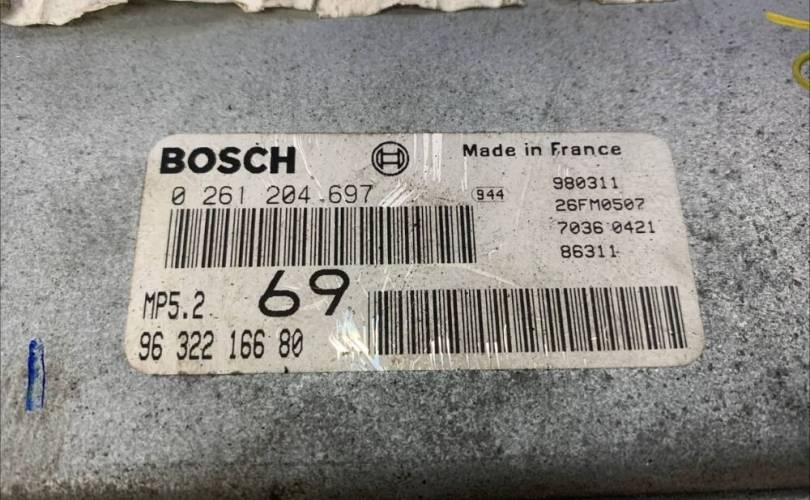 BOSCH
Made in France
0 261 204 697
944
980311
26FM0507
7036 0421
86311
MP5.2
69
96 322 166 80